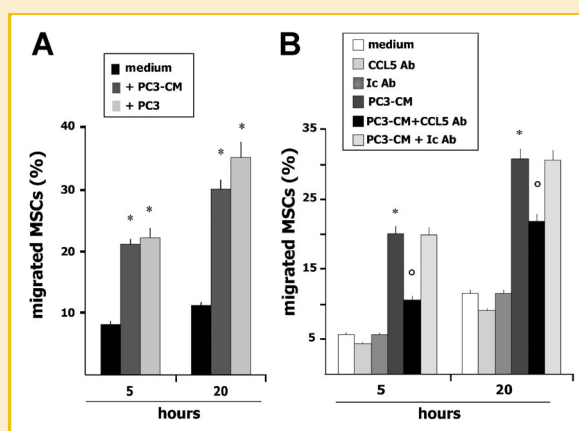 A
medium
+ PC3-CM
+ PC3
migrated MSCs (%)
40
30
20
10
*
*
*
*
5
20
hours
B
medium
CCL5 Ab
Ic Ab
PC3-CM
PC3-CM+CCL5 Ab
PC3-CM + Ic Ab
migrated MSCs (%)
35
25
15
5
*
°
*
°
5
20
hours